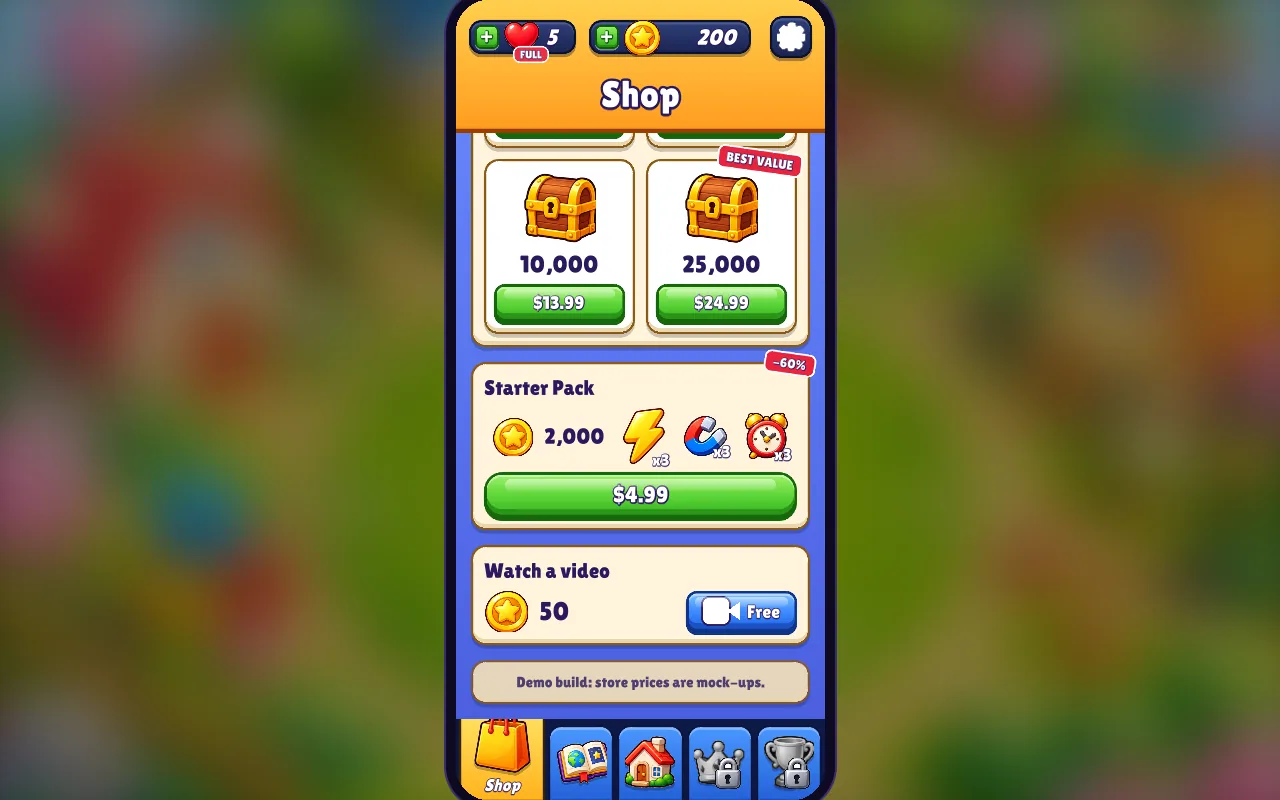 5
FULL
200
Shop
BEST VALUE
10,000
25,000
$13.99
$24.99
-60%
Starter Pack
2,000
x3
x3
x3
$4.99
Watch a video
50
Free
Demo build: store prices are mock-ups.
Shop